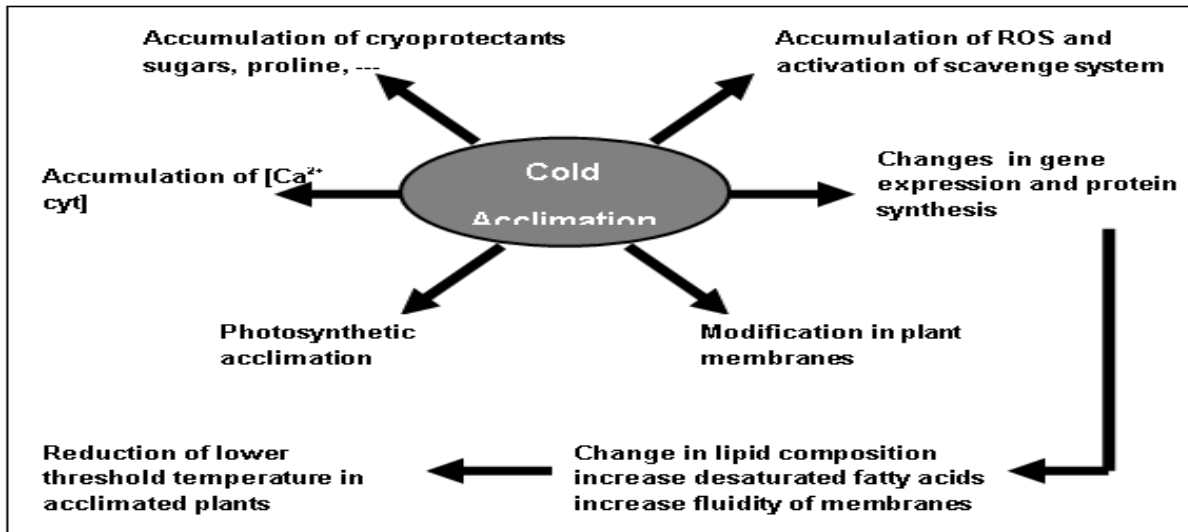 Accumulation of cryoprotectants
sugars, proline, ---
Accumulation of ROS and
activation of scavenge system
Cold
Acclimation
Accumulation of [Ca²⁺
cyt]
Changes in gene
expression and protein
synthesis
Photosynthetic
acclimation
Modification in plant
membranes
Reduction of lower
threshold temperature in
acclimated plants
Change in lipid composition
increase desaturated fatty acids
increase fluidity of membranes